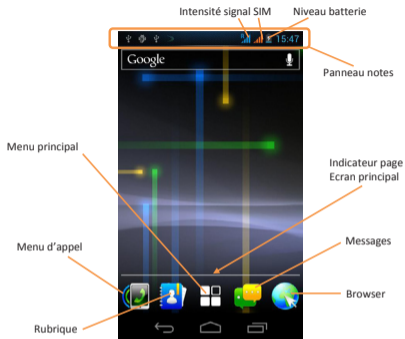 Intensité signal SIM
Niveau batterie
15:47
Google
Panneau notes
Menu principal
Indicateur page
Ecran principal
Menu d'appel
Messages
Browser
Rubrique